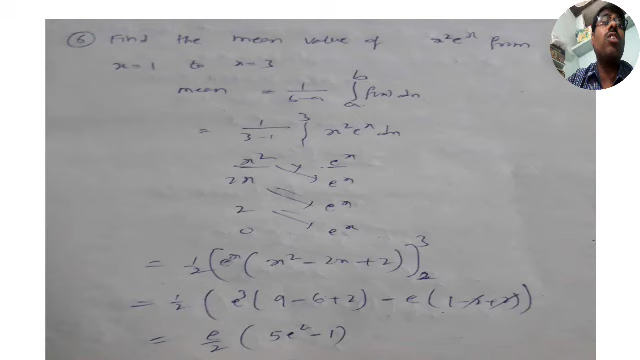 ⑥ Find the mean value of x²eˣ from
x=1 to x=3
mean = 1/(b-a) ∫ₐᵇ f(x) dx
= 1/(3-1) ∫₁³ x²eˣ dx
x² eˣ
2x eˣ
2 eˣ
0 eˣ
= 1/2 (eˣ (x² - 2x + 2))₂³
= 1/2 (e³ (9 - 6 + 2) - e (1 - 2 + 2))
= e/2 (5e² - 1)